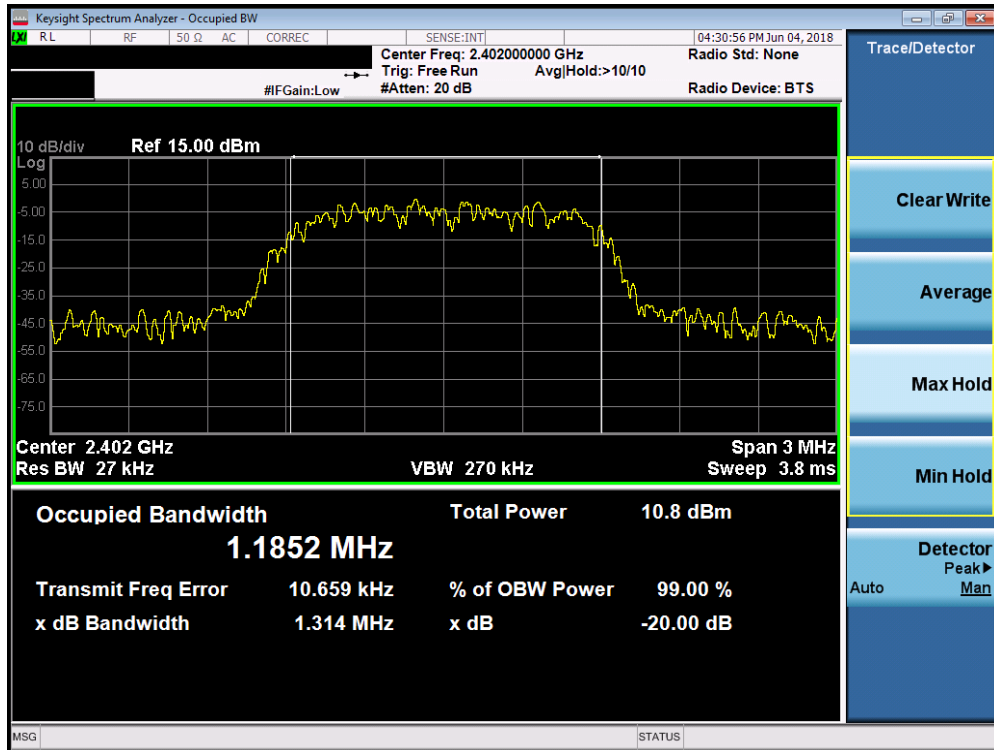 Keysight Spectrum Analyzer - Occupied BW
LXI RL RF 50 Ω AC CORREC SENSE:INT 04:30:56 PM Jun 04, 2018
Center Freq: 2.402000000 GHz Radio Std: None
Trig: Free Run Avg|Hold:>10/10
#IFGain:Low #Atten: 20 dB Radio Device: BTS
10 dB/div Ref 15.00 dBm
Log
5.00
-5.00
-15.0
-25.0
-35.0
-45.0
-55.0
-65.0
-75.0
Center 2.402 GHz Span 3 MHz
Res BW 27 kHz VBW 270 kHz Sweep 3.8 ms
Occupied Bandwidth Total Power 10.8 dBm
1.1852 MHz
Transmit Freq Error 10.659 kHz % of OBW Power 99.00 %
x dB Bandwidth 1.314 MHz x dB -20.00 dB
MSG STATUS
Trace/Detector
Clear Write
Average
Max Hold
Min Hold
Detector
Peak▶
Auto Man